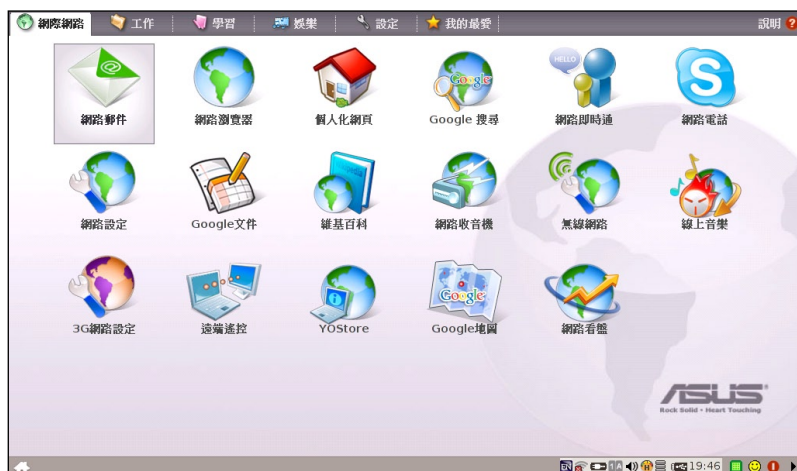 網際網路 工作 學習 娛樂 設定 我的最愛 說明 ?
@ Google HELLO S
網路郵件 網路瀏覽器 個人化網頁 Google 搜尋 網路即時通 網路電話
網路設定 Google文件 維基百科 網路收音機 無線網路 線上音樂
Google
3G網路設定 遠端遙控 YOStore Google地圖 網路看盤
ASUS
Rock Solid • Heart Touching
EN 1 A 19:46